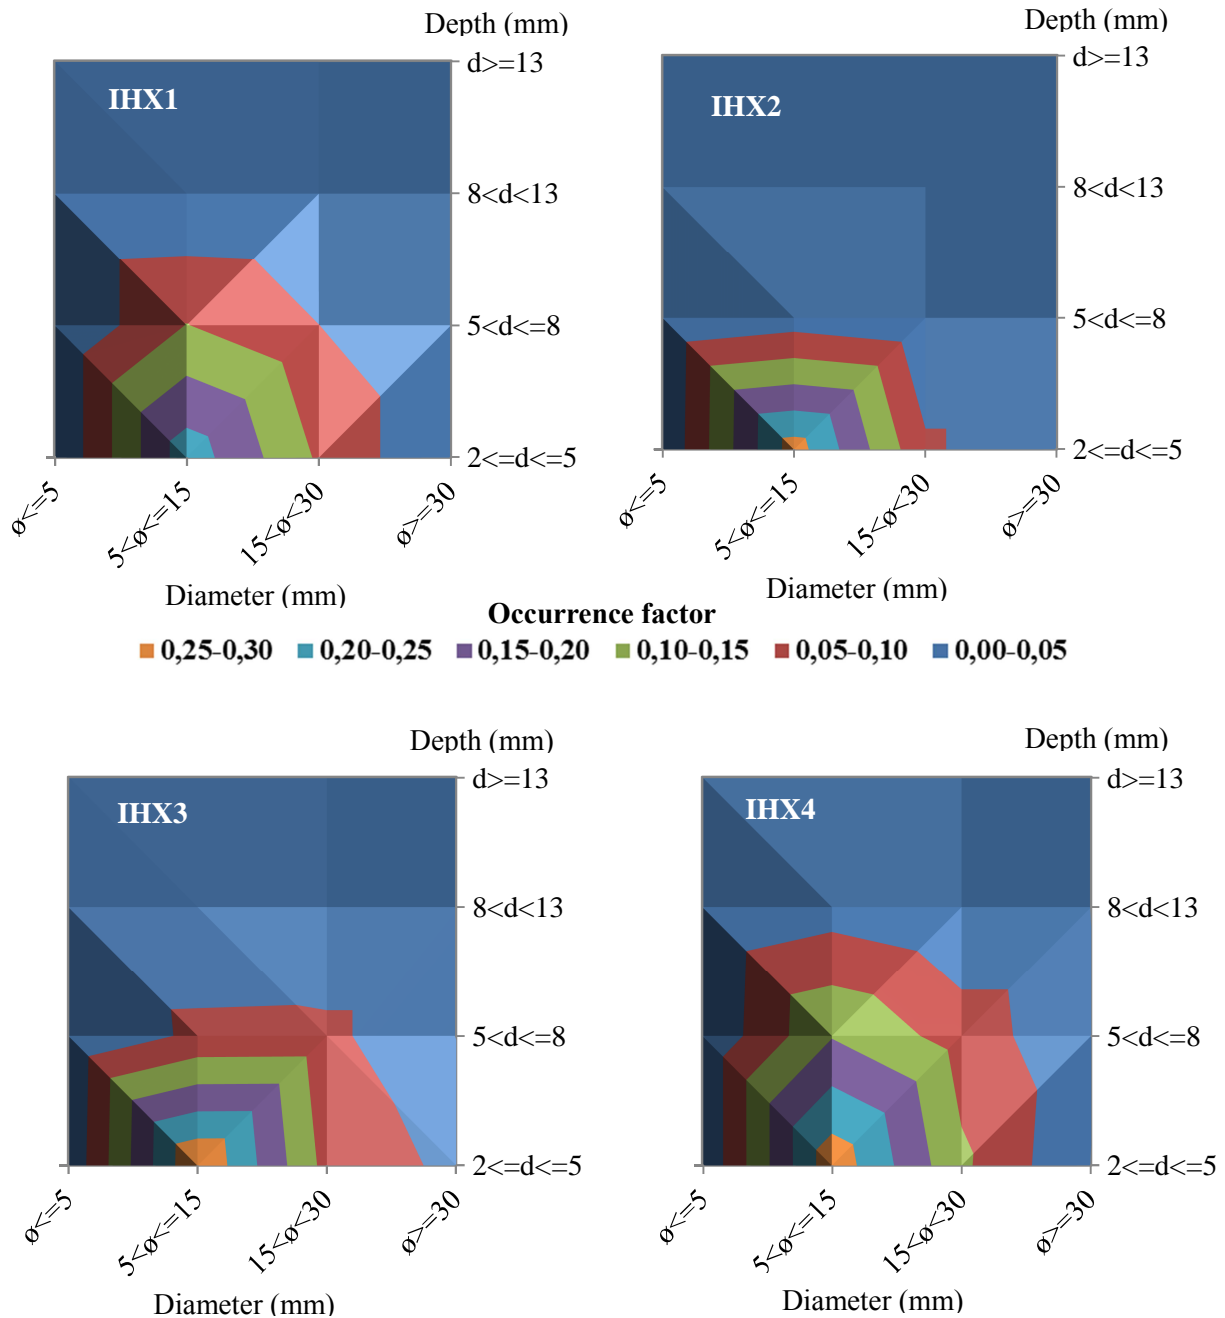 Depth (mm)
IHX1
d>=13
8<d<13
5<d<=8
2<=d<=5
ø<=5
5<ø<=15
15<ø<30
ø>=30
Diameter (mm)
Depth (mm)
IHX2
d>=13
8<d<13
5<d<=8
2<=d<=5
ø<=5
5<ø<=15
15<ø<30
ø>=30
Diameter (mm)
Occurrence factor
0,25-0,30 0,20-0,25 0,15-0,20 0,10-0,15 0,05-0,10 0,00-0,05
Depth (mm)
IHX3
d>=13
8<d<13
5<d<=8
2<=d<=5
ø<=5
5<ø<=15
15<ø<30
ø>=30
Diameter (mm)
Depth (mm)
IHX4
d>=13
8<d<13
5<d<=8
2<=d<=5
ø<=5
5<ø<=15
15<ø<30
ø>=30
Diameter (mm)